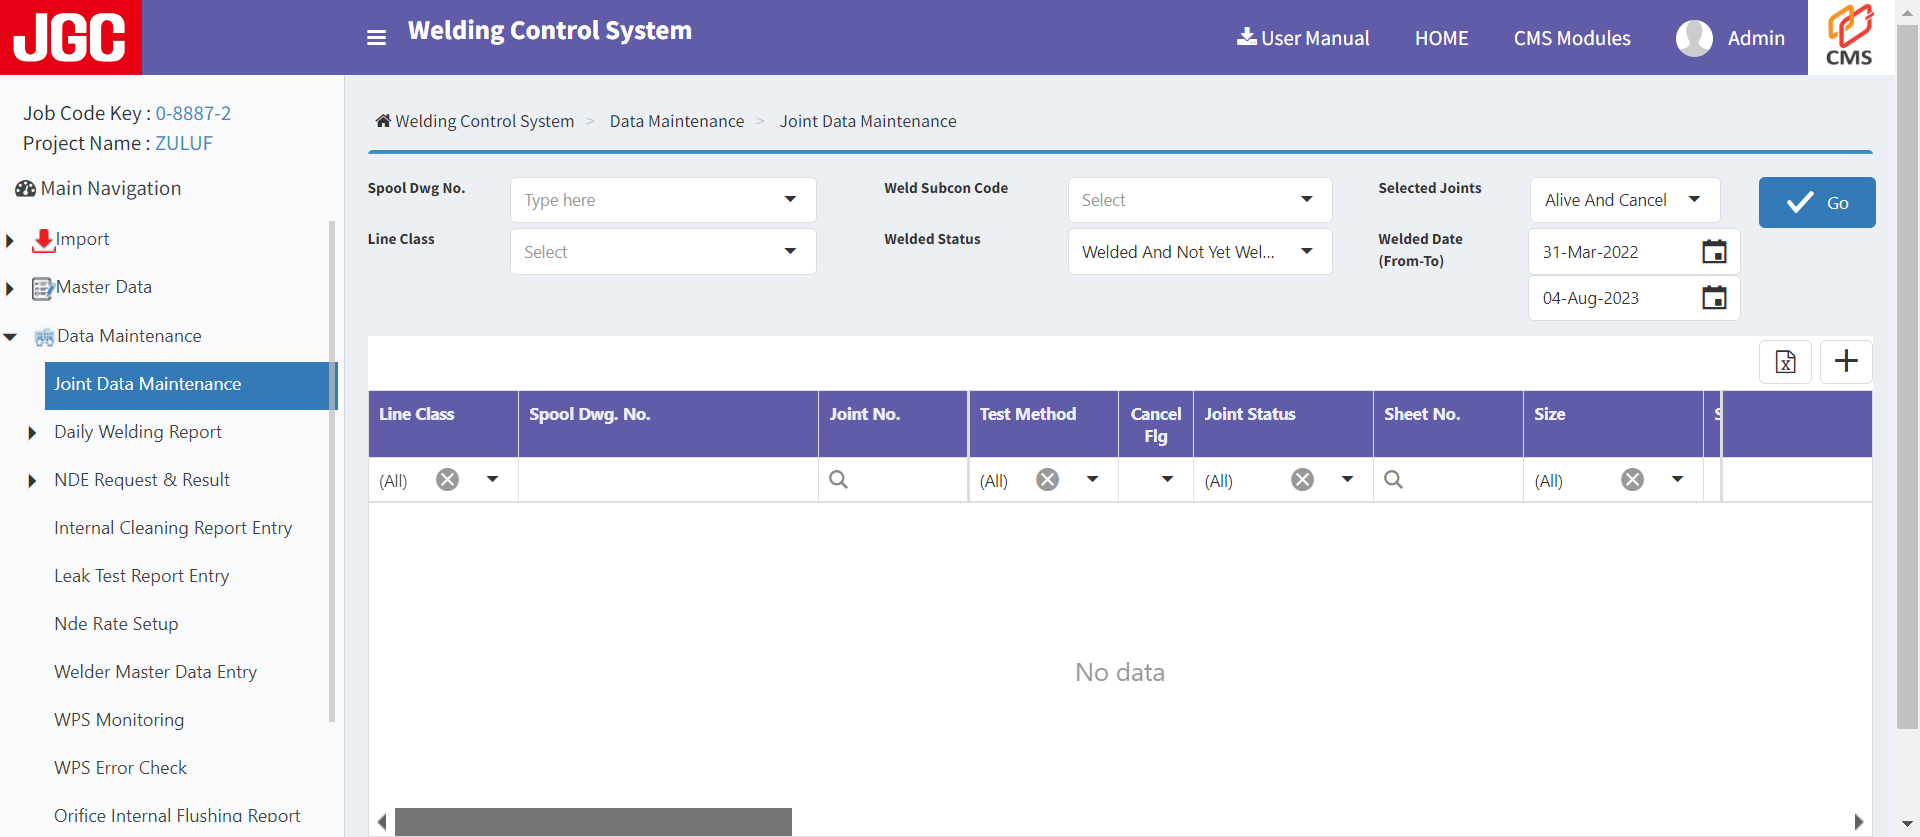 JGC
Welding Control System
User Manual
HOME
CMS Modules
Admin
CMS
Job Code Key : 0-8887-2
Project Name : ZULUF
Main Navigation
Import
Master Data
Data Maintenance
Joint Data Maintenance
Daily Welding Report
NDE Request & Result
Internal Cleaning Report Entry
Leak Test Report Entry
Nde Rate Setup
Welder Master Data Entry
WPS Monitoring
WPS Error Check
Orifice Internal Flushing Report
Welding Control System > Data Maintenance > Joint Data Maintenance
Spool Dwg No. Type here
Weld Subcon Code Select
Selected Joints Alive And Cancel
Go
Line Class Select
Welded Status Welded And Not Yet Wel...
Welded Date
(From-To)
31-Mar-2022
04-Aug-2023
Line Class
Spool Dwg. No.
Joint No.
Test Method
Cancel
Flg
Joint Status
Sheet No.
Size
(All)
(All)
(All)
(All)
No data